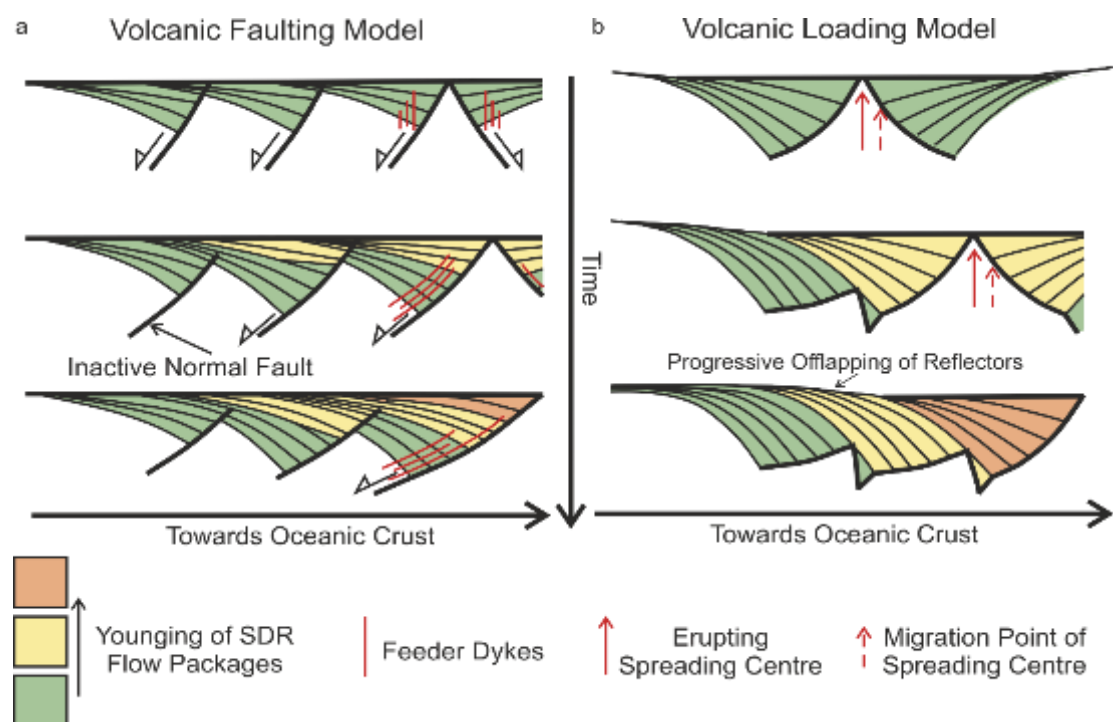 a
Volcanic Faulting Model
b
Volcanic Loading Model
Time
Inactive Normal Fault
Progressive Offlapping of Reflectors
Towards Oceanic Crust
Towards Oceanic Crust
Younging of SDR
Flow Packages
Feeder Dykes
Erupting
Spreading Centre
Migration Point of
Spreading Centre